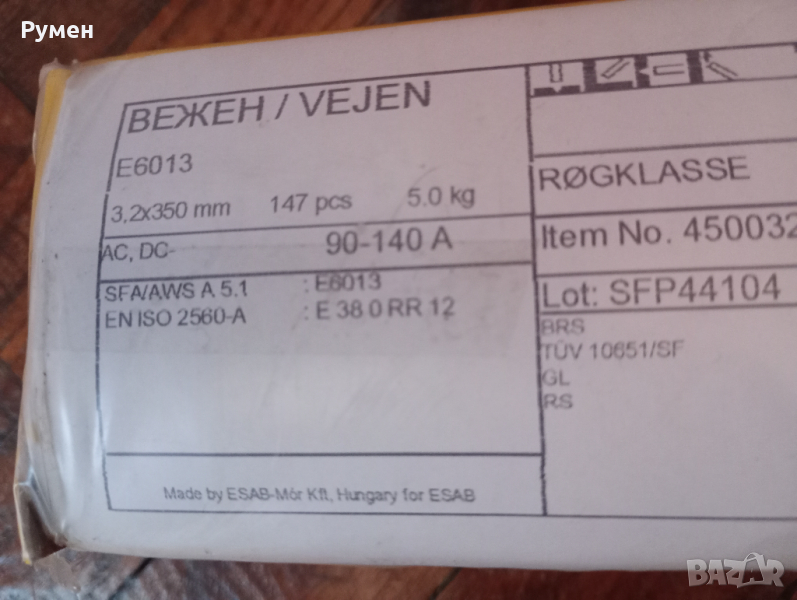 Румен
ВЕЖЕН / VEJEN
E6013
3,2x350 mm 147 pcs 5.0 kg
AC, DC- 90-140 A
SFA/AWS A 5.1 : E6013
EN ISO 2560-A : E 38 0 RR 12
Made by ESAB-Mór Kft, Hungary for ESAB
RØGKLASSE
Item No. 450032
Lot: SFP44104
BRS
TÜV 10651/SF
GL
RS
BAZAR